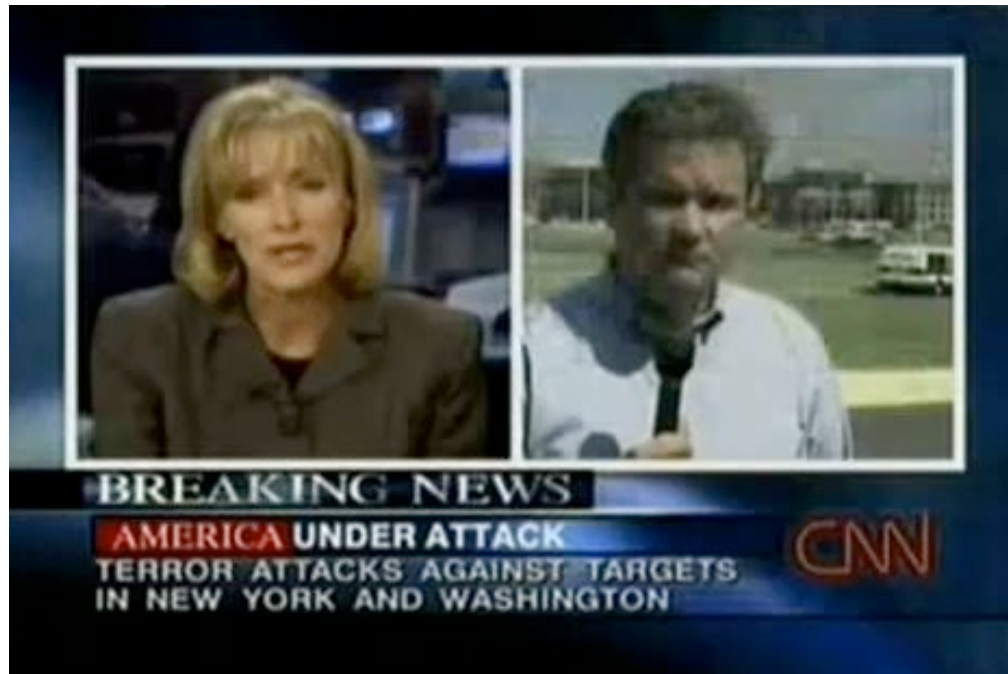 BREAKING NEWS
AMERICA UNDER ATTACK
TERROR ATTACKS AGAINST TARGETS
IN NEW YORK AND WASHINGTON
CNN